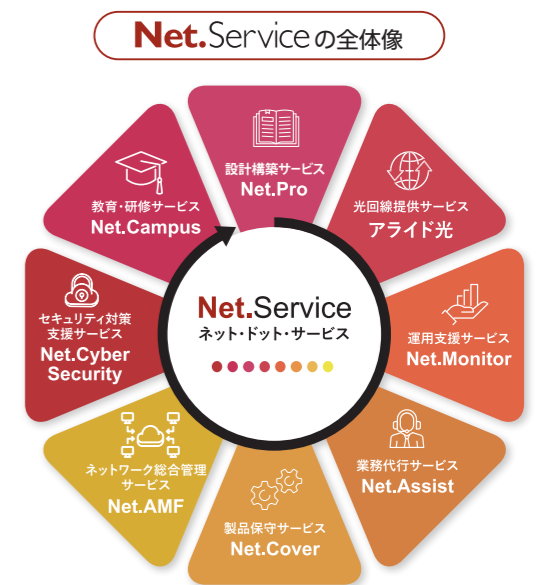 Net.Serviceの全体像
設計構築サービス
Net.Pro
光回線提供サービス
アライド光
運用支援サービス
Net.Monitor
業務代行サービス
Net.Assist
製品保守サービス
Net.Cover
ネットワーク総合管理
サービス
Net.AMF
セキュリティ対策
支援サービス
Net.Cyber
Security
教育・研修サービス
Net.Campus
Net.Service
ネット・ドット・サービス